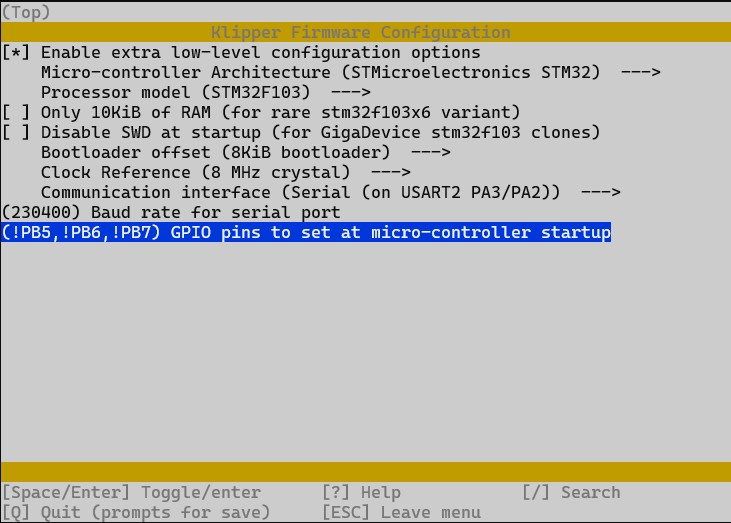 (Top)
Klipper Firmware Configuration
[*] Enable extra low-level configuration options
Micro-controller Architecture (STMicroelectronics STM32) --->
Processor model (STM32F103) --->
[ ] Only 10KiB of RAM (for rare stm32f103x6 variant)
[ ] Disable SWD at startup (for GigaDevice stm32f103 clones)
Bootloader offset (8KiB bootloader) --->
Clock Reference (8 MHz crystal) --->
Communication interface (Serial (on USART2 PA3/PA2)) --->
(230400) Baud rate for serial port
(!PB5,!PB6,!PB7) GPIO pins to set at micro-controller startup
[Space/Enter] Toggle/enter [?] Help [/] Search
[Q] Quit (prompts for save) [ESC] Leave menu